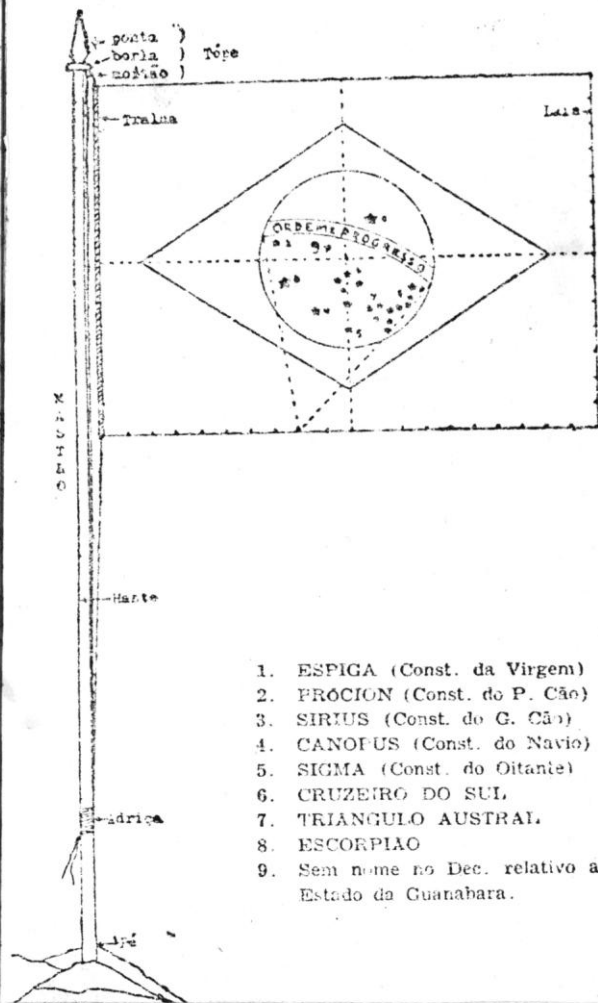 ponta )
borla ) Tópe
)
Tralha
Lais
ORDEM E PROGRESSO
MASTRO
Haste
adriça
pé
1. ESPIGA (Const. da Virgem)
2. PRÓCION (Const. do P. Cão)
3. SIRIUS (Const. do G. Cão)
4. CANOPUS (Const. do Navio)
5. SIGMA (Const. do Oitante)
6. CRUZEIRO DO SUL
7. TRIANGULO AUSTRAL
8. ESCORPIAO
9. Sem nome no Dec. relativo a
Estado da Guanabara.